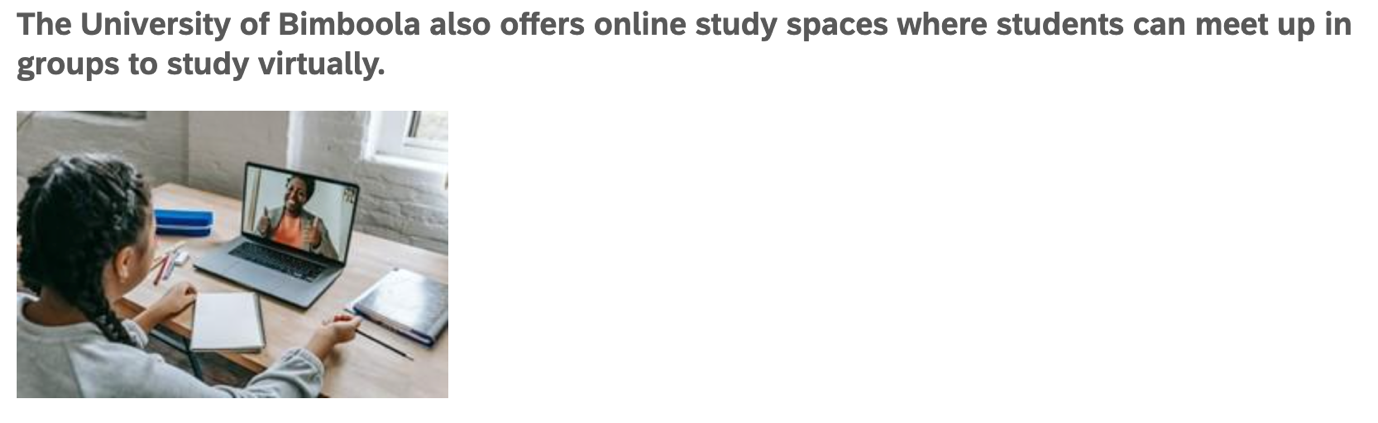 The University of Bimboola also offers online study spaces where students can meet up in
groups to study virtually.